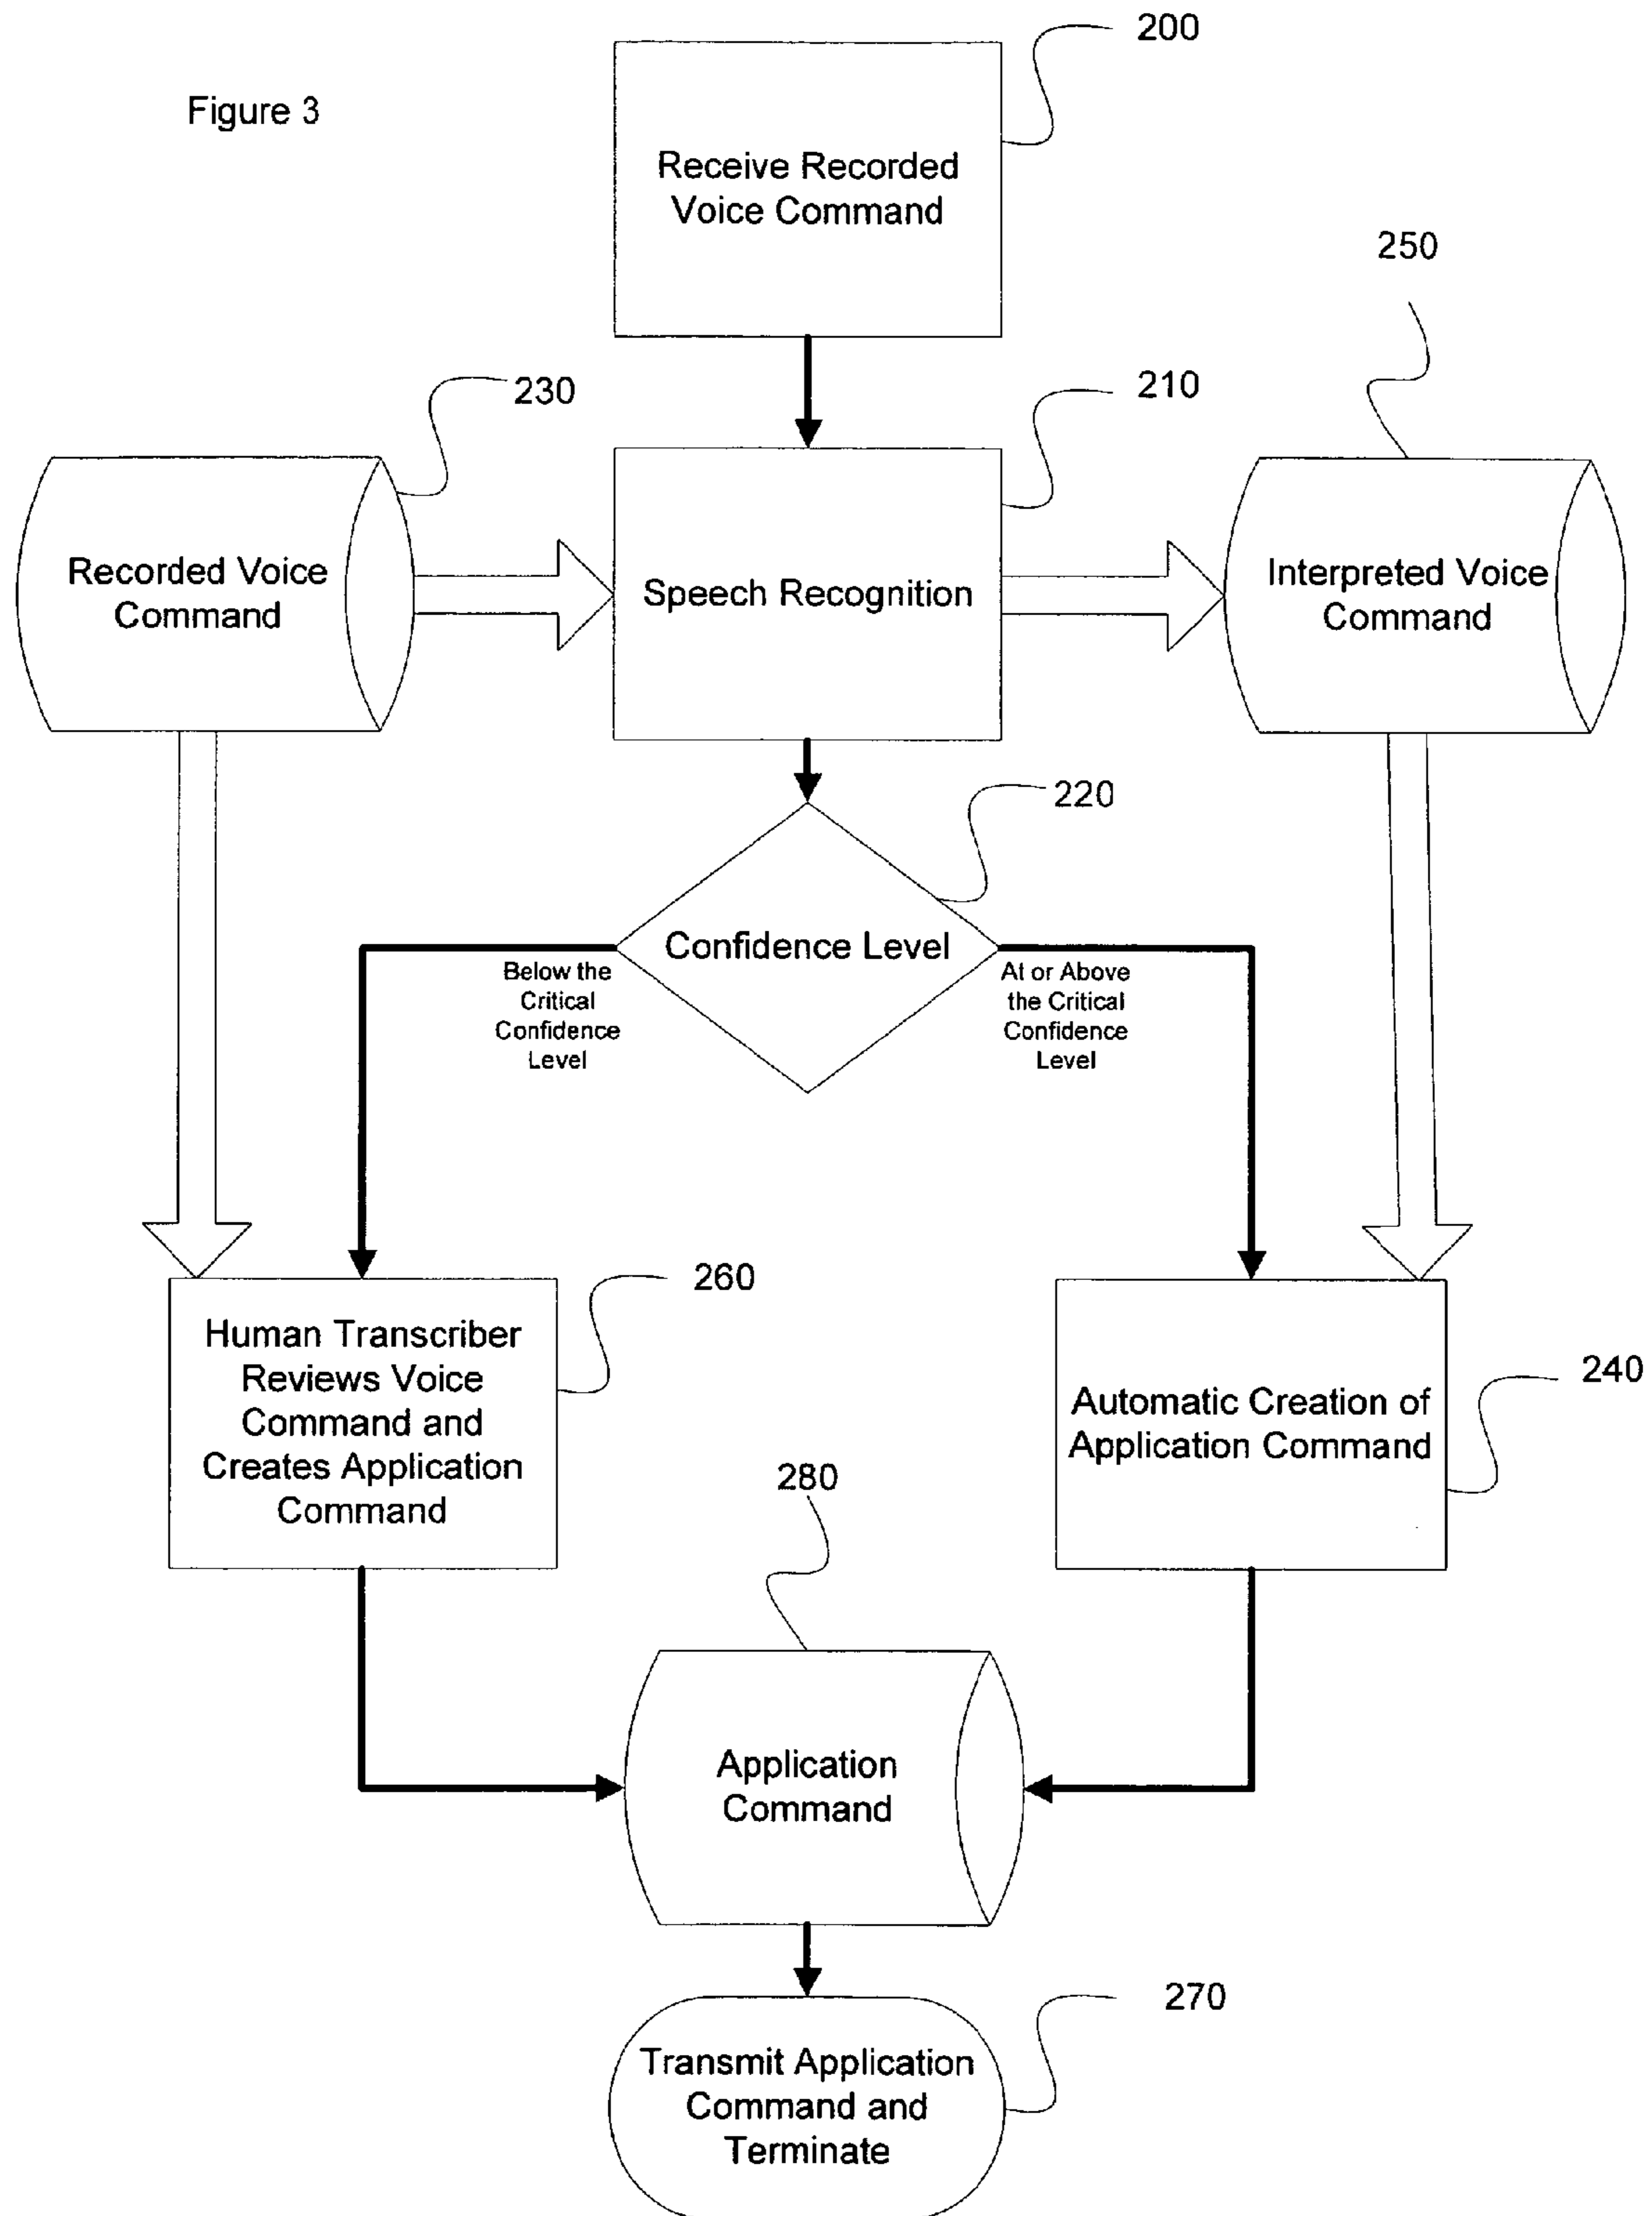 200
Figure 3
Receive Recorded
Voice Command
250
230
210
Recorded Voice
Command
Speech Recognition
Interpreted Voice
Command
220
Confidence Level
Below the
Critical
Confidence
Level
At or Above
the Critical
Confidence
Level
260
Human Transcriber
Reviews Voice
Command and
Creates Application
Command
240
Automatic Creation of
Application Command
280
Application
Command
270
Transmit Application
Command and
Terminate